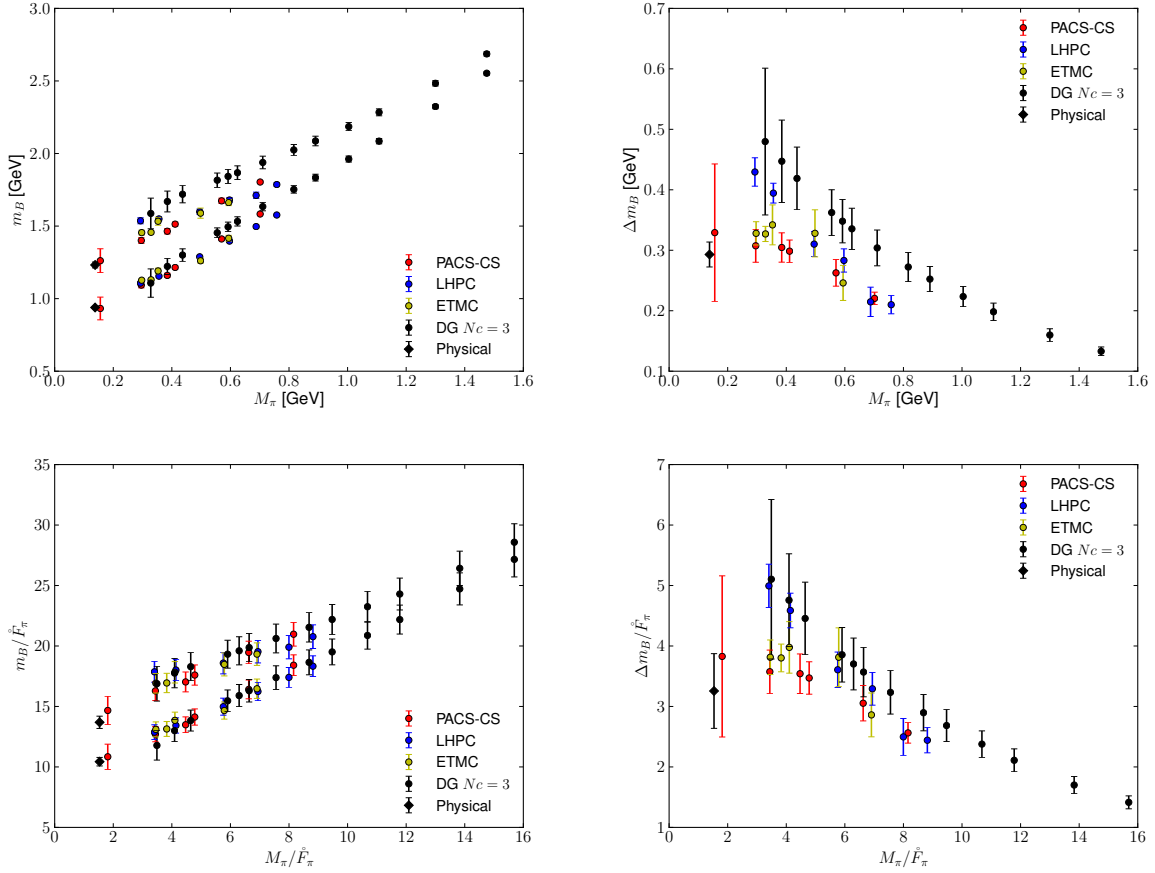 3.0
2.5
2.0
1.5
1.0
0.5
0.0 0.2 0.4 0.6 0.8 1.0 1.2 1.4 1.6
m_B [GeV]
M_π [GeV]
PACS-CS
LHPC
ETMC
DG Nc = 3
Physical
0.7
0.6
0.5
0.4
0.3
0.2
0.1
0.0 0.2 0.4 0.6 0.8 1.0 1.2 1.4 1.6
Δm_B [GeV]
M_π [GeV]
PACS-CS
LHPC
ETMC
DG Nc = 3
Physical
35
30
25
20
15
10
5
0 2 4 6 8 10 12 14 16
m_B/F̊_π
M_π/F̊_π
PACS-CS
LHPC
ETMC
DG Nc = 3
Physical
7
6
5
4
3
2
1
0 2 4 6 8 10 12 14 16
Δm_B/F̊_π
M_π/F̊_π
PACS-CS
LHPC
ETMC
DG Nc = 3
Physical